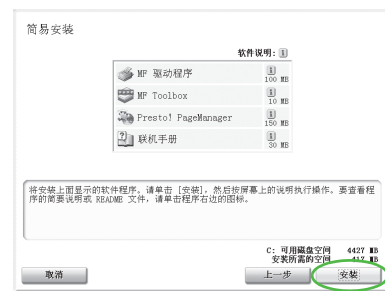 简易安装
软件说明:
MF 驱动程序
100 MB
MF Toolbox
10 MB
Presto! PageManager
150 MB
联机手册
30 MB
将安装上面显示的软件程序。请单击 [安装], 然后按屏幕上的说明执行操作。要查看程
序的简要说明或 README 文件, 请单击程序右边的图标。
C: 可用磁盘空间 4427 MB
安装所需的空间 417 MB
取消
上一步
安装